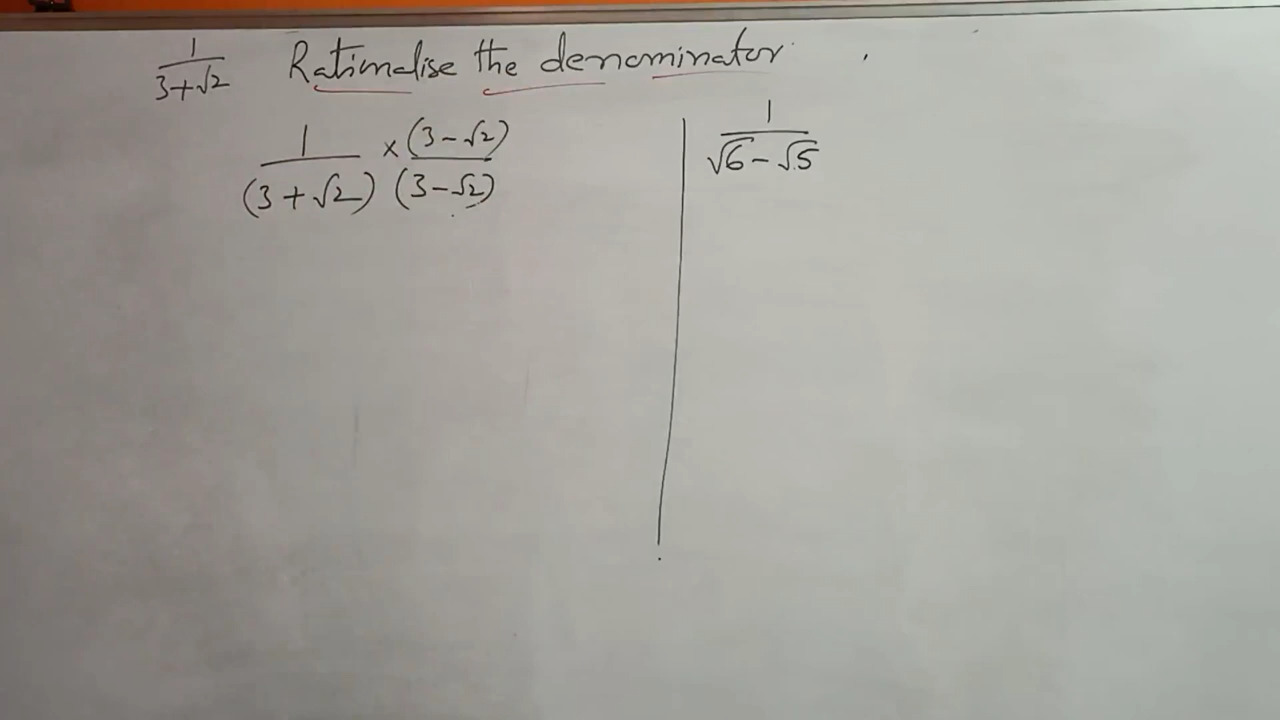 1/(3+√2) Rationalise the denominator
1/(3+√2) × (3-√2)/(3-√2)
1/(√6-√5)